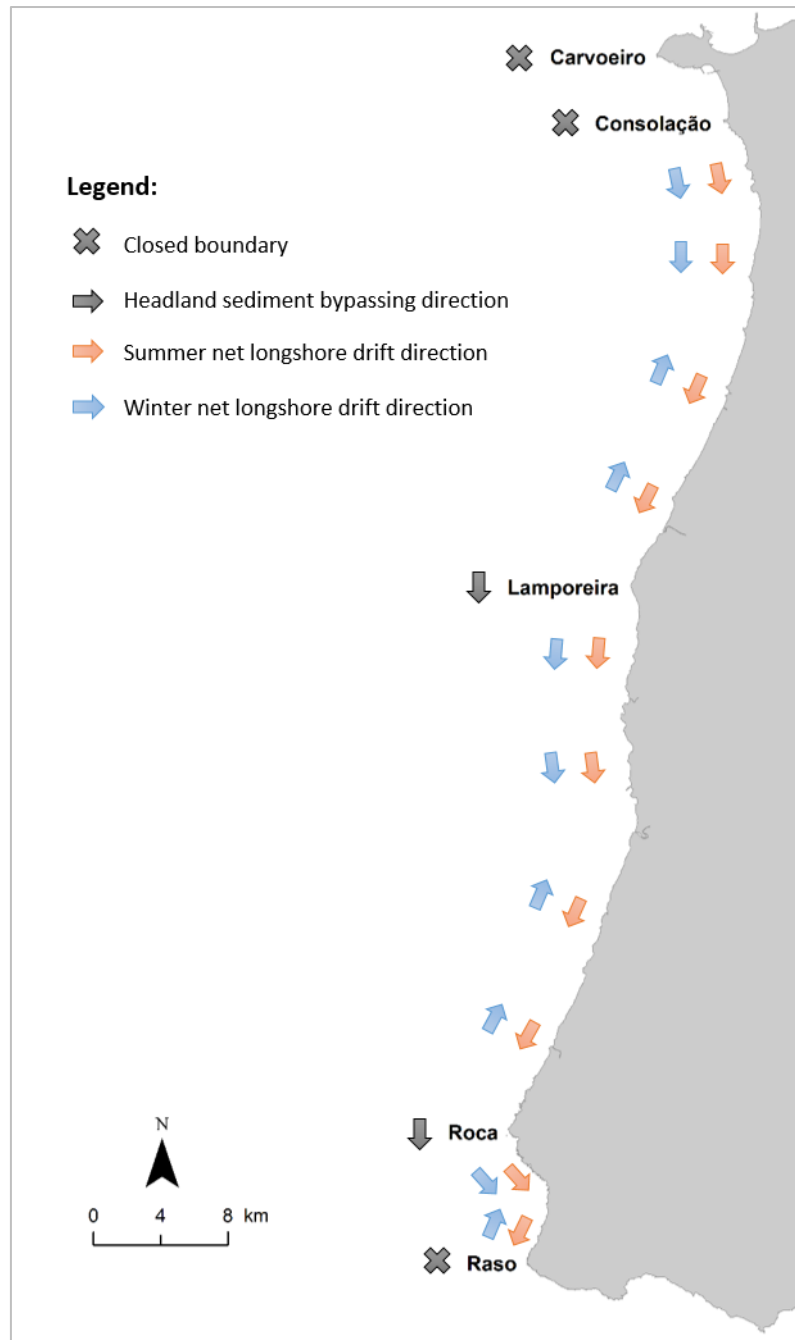 Carvoeiro
Consolação
Legend:
Closed boundary
Headland sediment bypassing direction
Summer net longshore drift direction
Winter net longshore drift direction
Lamporeira
Roca
N
0 4 8 km
Raso